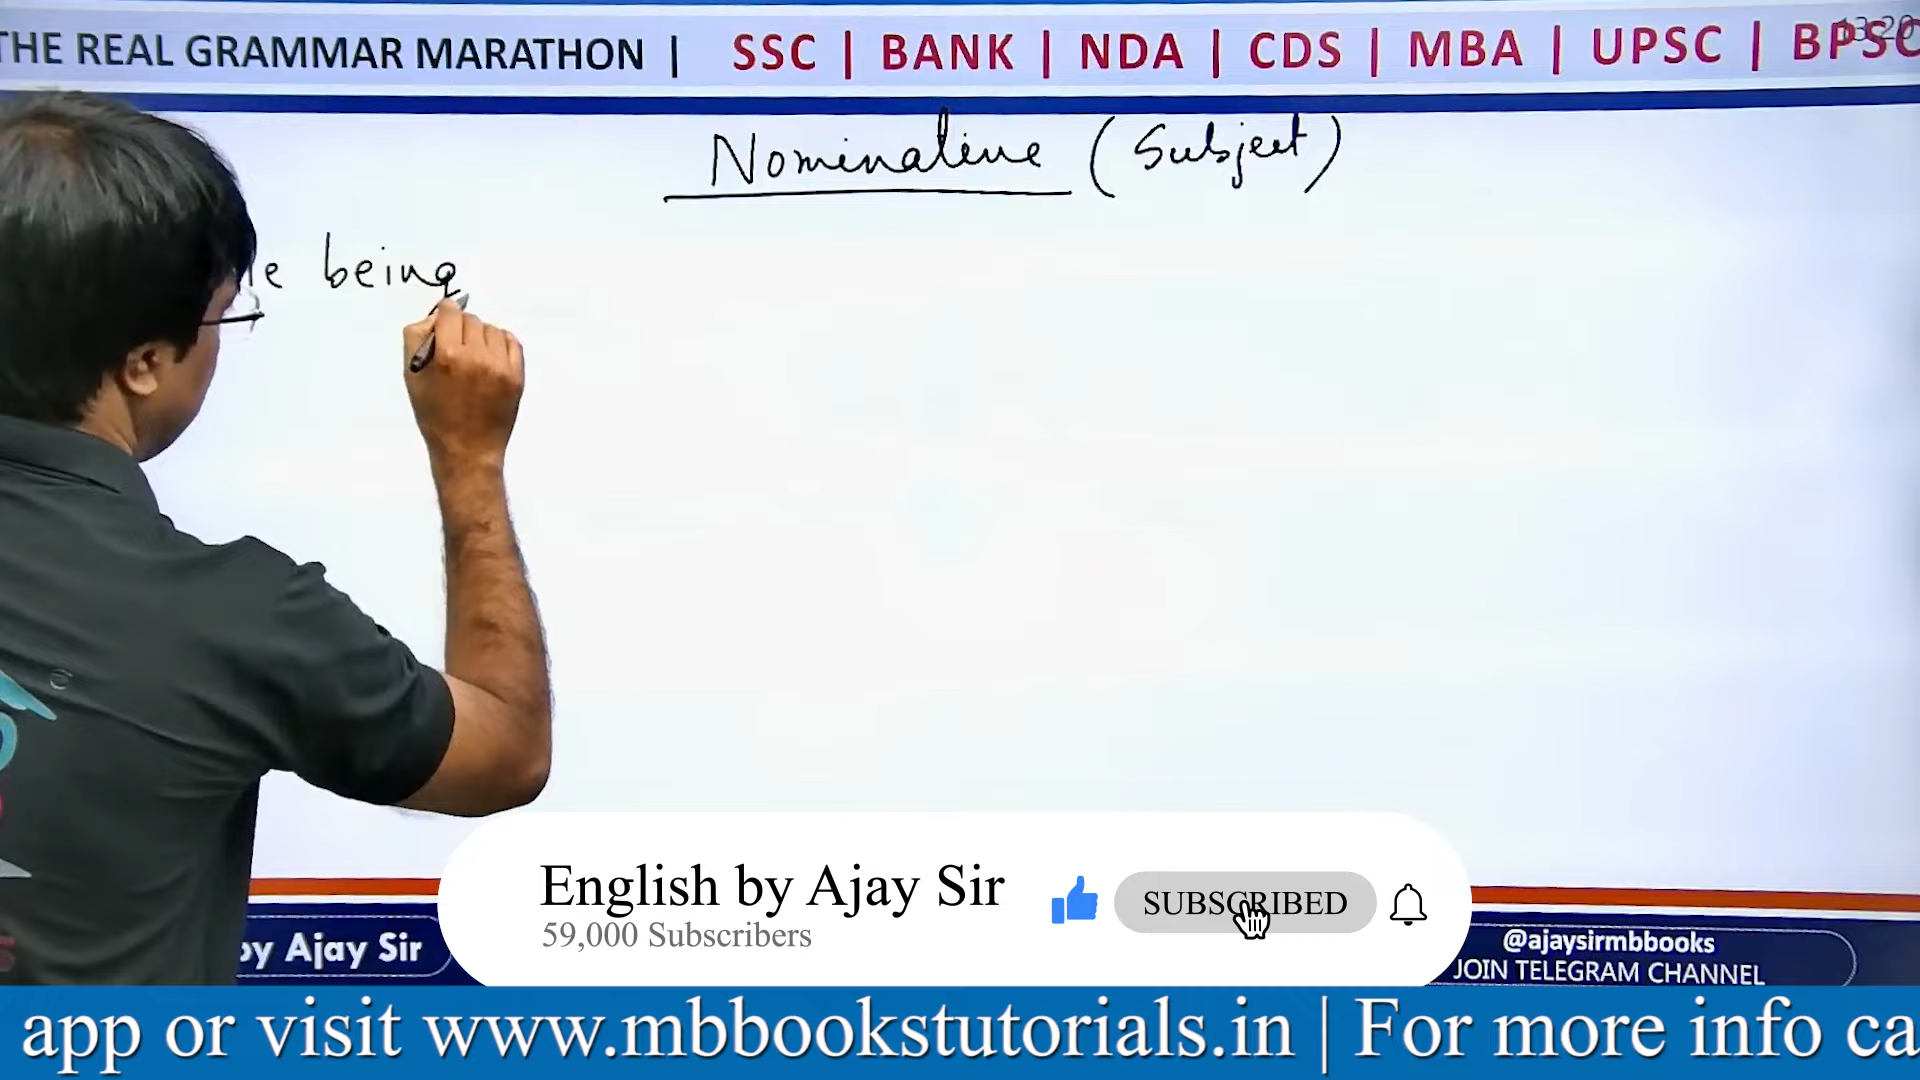 THE REAL GRAMMAR MARATHON | SSC | BANK | NDA | CDS | MBA | UPSC | BPSC
13:20
Nominative (Subject)
being
English by Ajay Sir
59,000 Subscribers
SUBSCRIBED
by Ajay Sir
@ajaysirmbbooks
JOIN TELEGRAM CHANNEL
app or visit www.mbbookstutorials.in | For more info ca